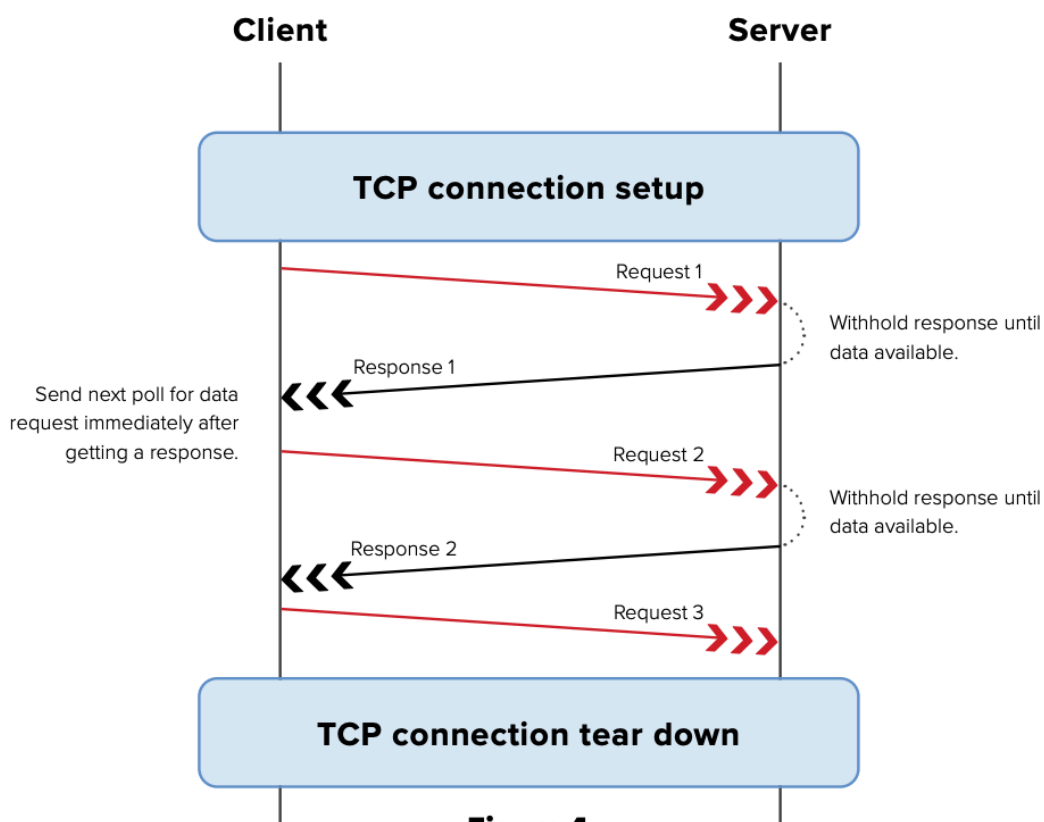 Client
Server
TCP connection setup
Request 1
Withhold response until
data available.
Response 1
Send next poll for data
request immediately after
getting a response.
Request 2
Withhold response until
data available.
Response 2
Request 3
TCP connection tear down